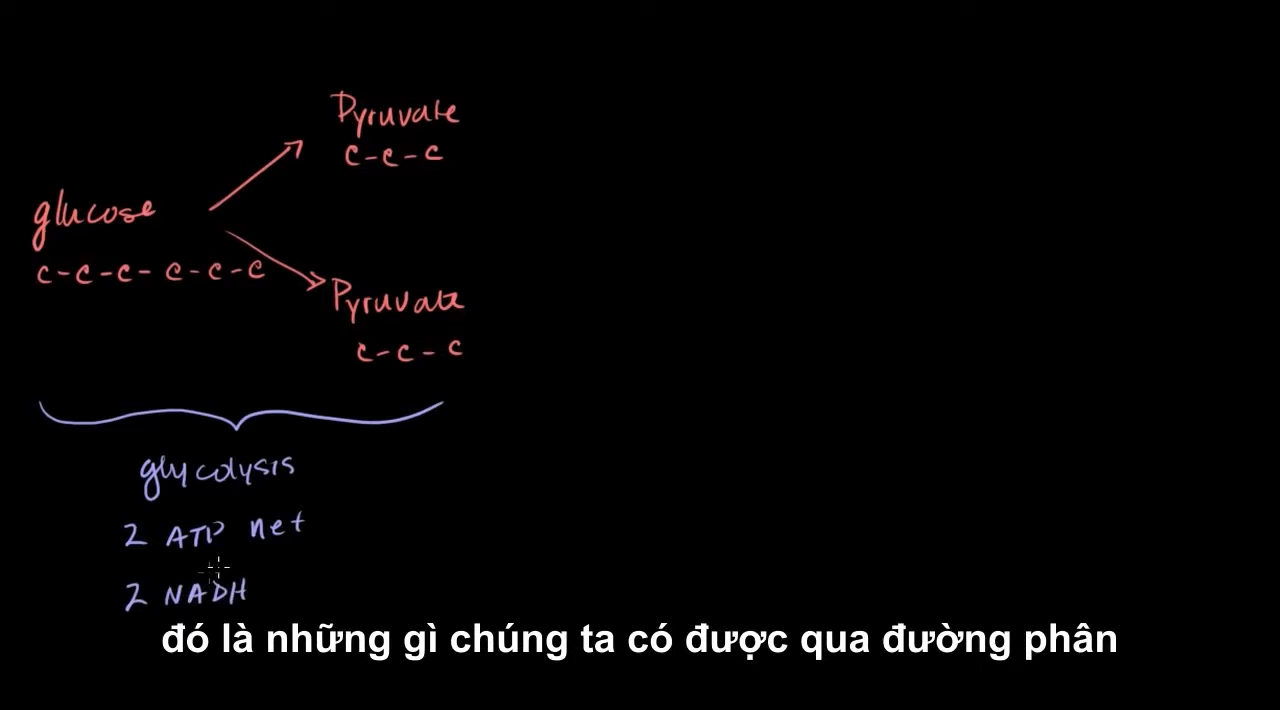 Pyruvate
C-C-C
glucose
C-C-C-C-C-C
Pyruvate
C-C-C
glycolysis
2 ATP net
2 NADH
đó là những gì chúng ta có được qua đường phân